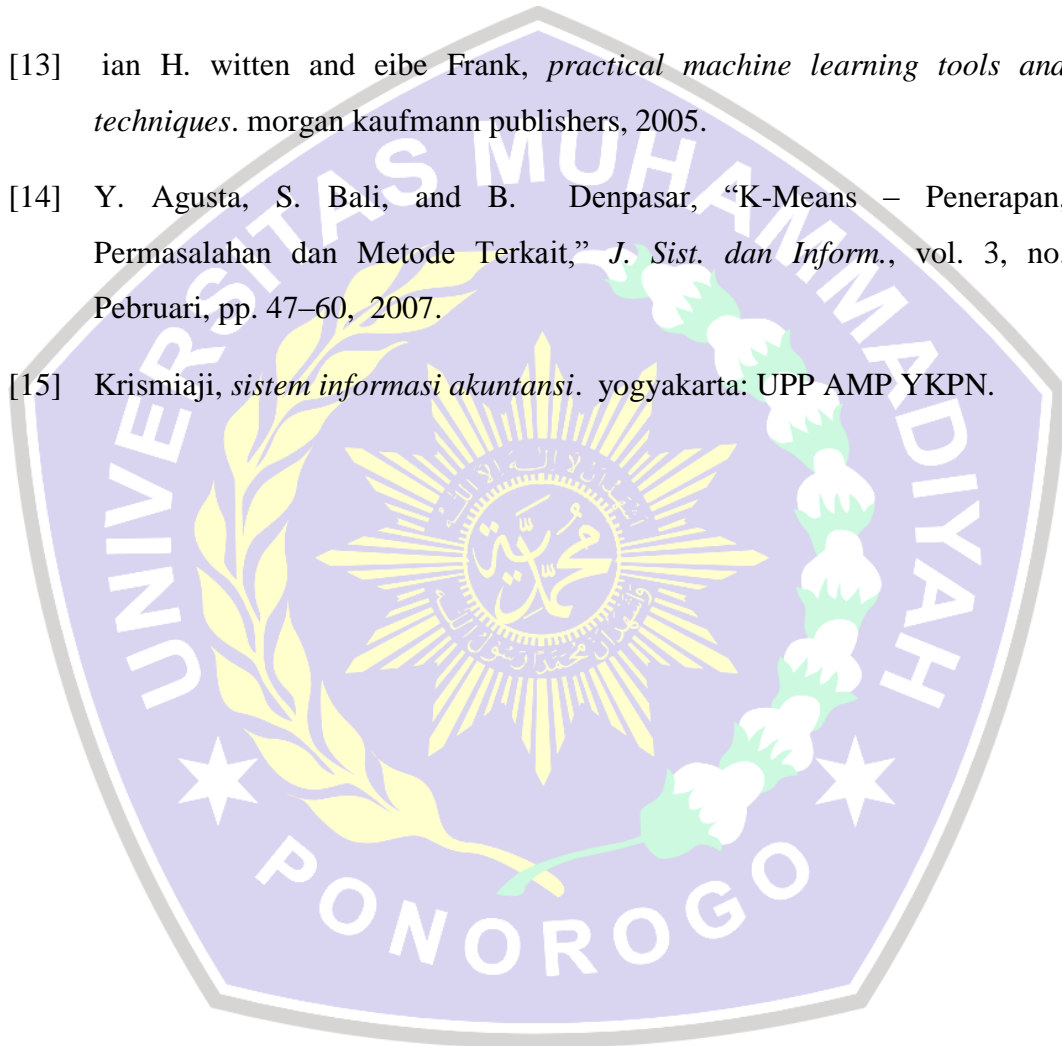 [13] ian H. witten and eibe Frank, practical machine learning tools and
techniques. morgan kaufmann publishers, 2005.
[14] Y. Agusta, S. Bali, and B. Denpasar, “K-Means – Penerapan,
Permasalahan dan Metode Terkait,” J. Sist. dan Inform., vol. 3, no.
Pebruari, pp. 47–60, 2007.
[15] Krismiaji, sistem informasi akuntansi. yogyakarta: UPP AMP YKPN.
UNIVERSITAS MUHAMMADIYAH
PONOROGO
محمدية